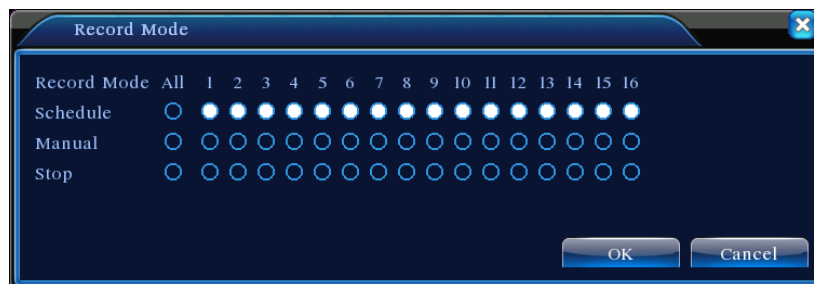 Record Mode
Record Mode All 1 2 3 4 5 6 7 8 9 10 11 12 13 14 15 16
Schedule
Manual
Stop
OK Cancel